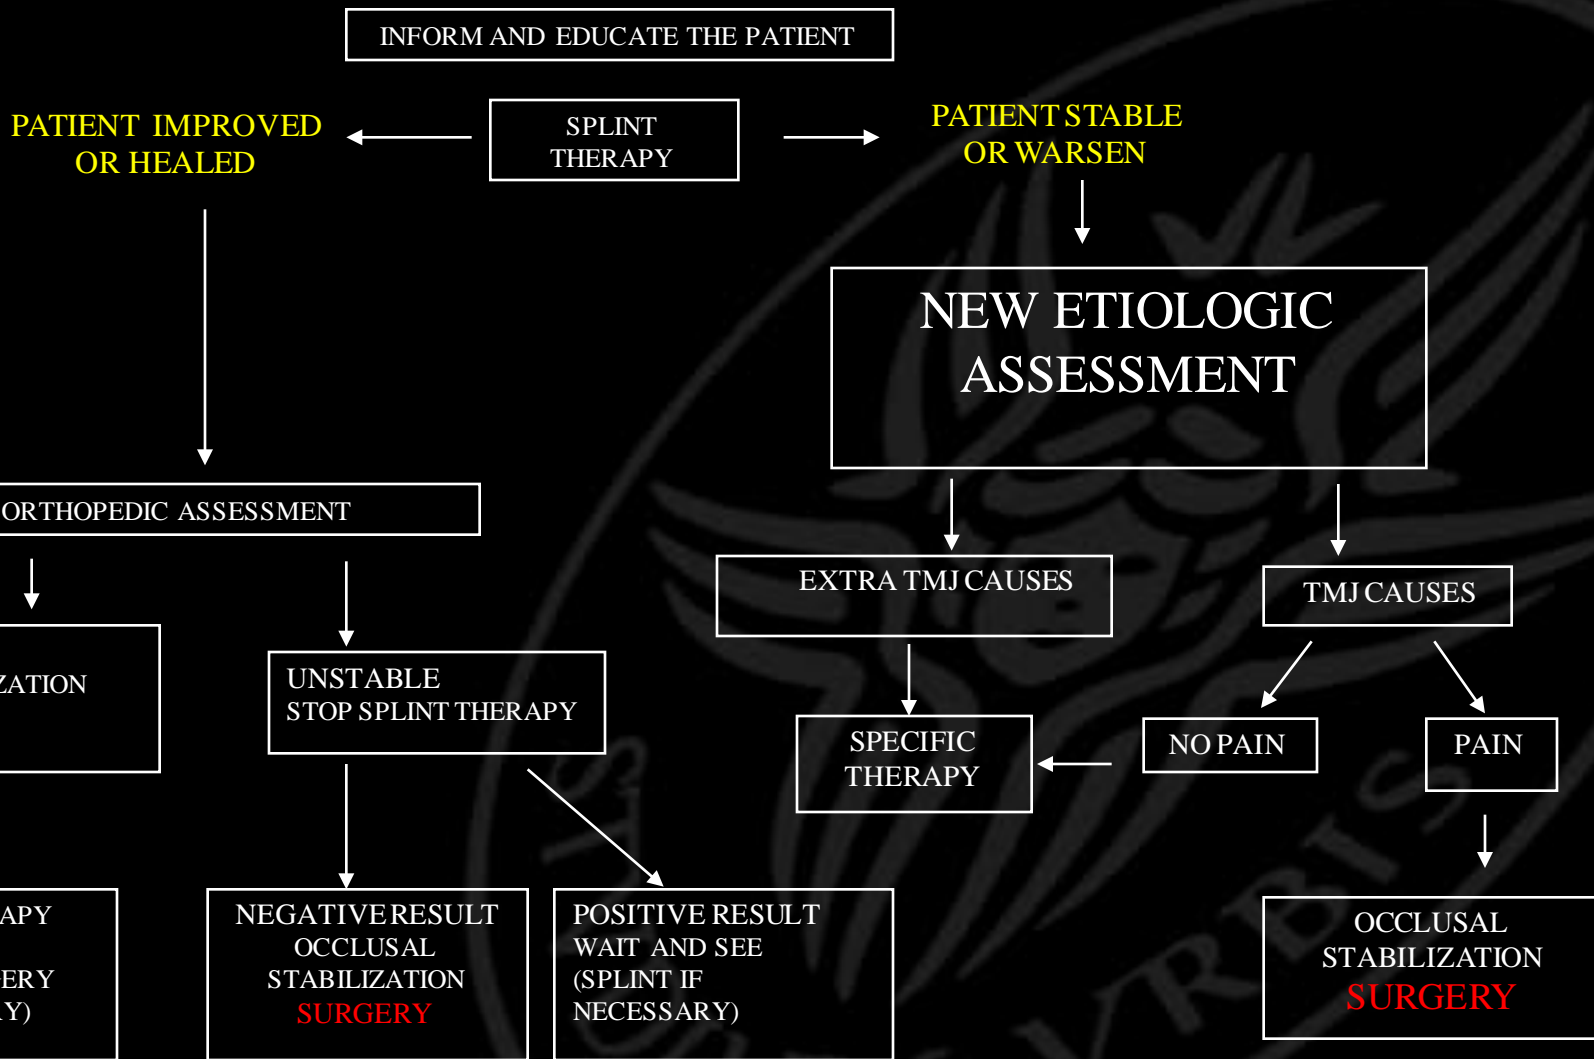 INFORM AND EDUCATE THE PATIENT
PATIENT IMPROVED
OR HEALED
SPLINT
THERAPY
PATIENT STABLE
OR WARSEN
NEW ETIOLOGIC
ASSESSMENT
ORTHOPEDIC ASSESSMENT
EXTRA TMJ CAUSES
TMJ CAUSES
ZATION
UNSTABLE
STOP SPLINT THERAPY
SPECIFIC
THERAPY
NO PAIN
PAIN
APY
ERY
Y)
NEGATIVE RESULT
OCCLUSAL
STABILIZATION
SURGERY
POSITIVE RESULT
WAIT AND SEE
(SPLINT IF
NECESSARY)
OCCLUSAL
STABILIZATION
SURGERY